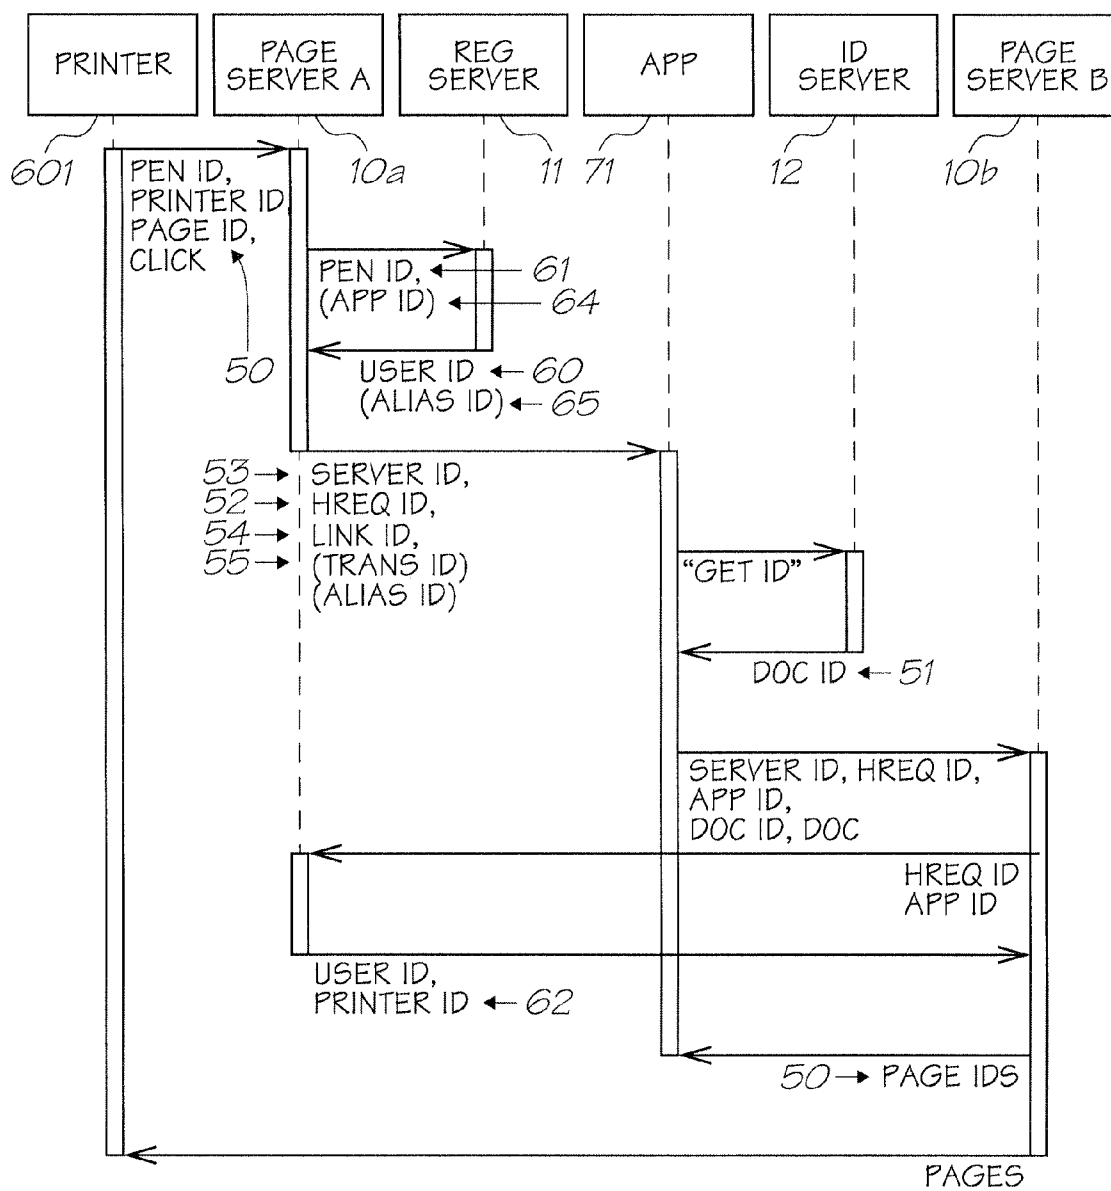 PRINTER
PAGE
SERVER A
REG
SERVER
APP
ID
SERVER
PAGE
SERVER B
601
10a
11
71
12
10b
PEN ID,
PRINTER ID
PAGE ID,
CLICK
50
PEN ID,
61
(APP ID)
64
USER ID
60
(ALIAS ID)
65
53
SERVER ID,
52
HREQ ID,
54
LINK ID,
55
(TRANS ID)
(ALIAS ID)
“GET ID”
DOC ID
51
SERVER ID, HREQ ID,
APP ID,
DOC ID, DOC
HREQ ID
APP ID
USER ID,
PRINTER ID
62
50
PAGE IDS
PAGES